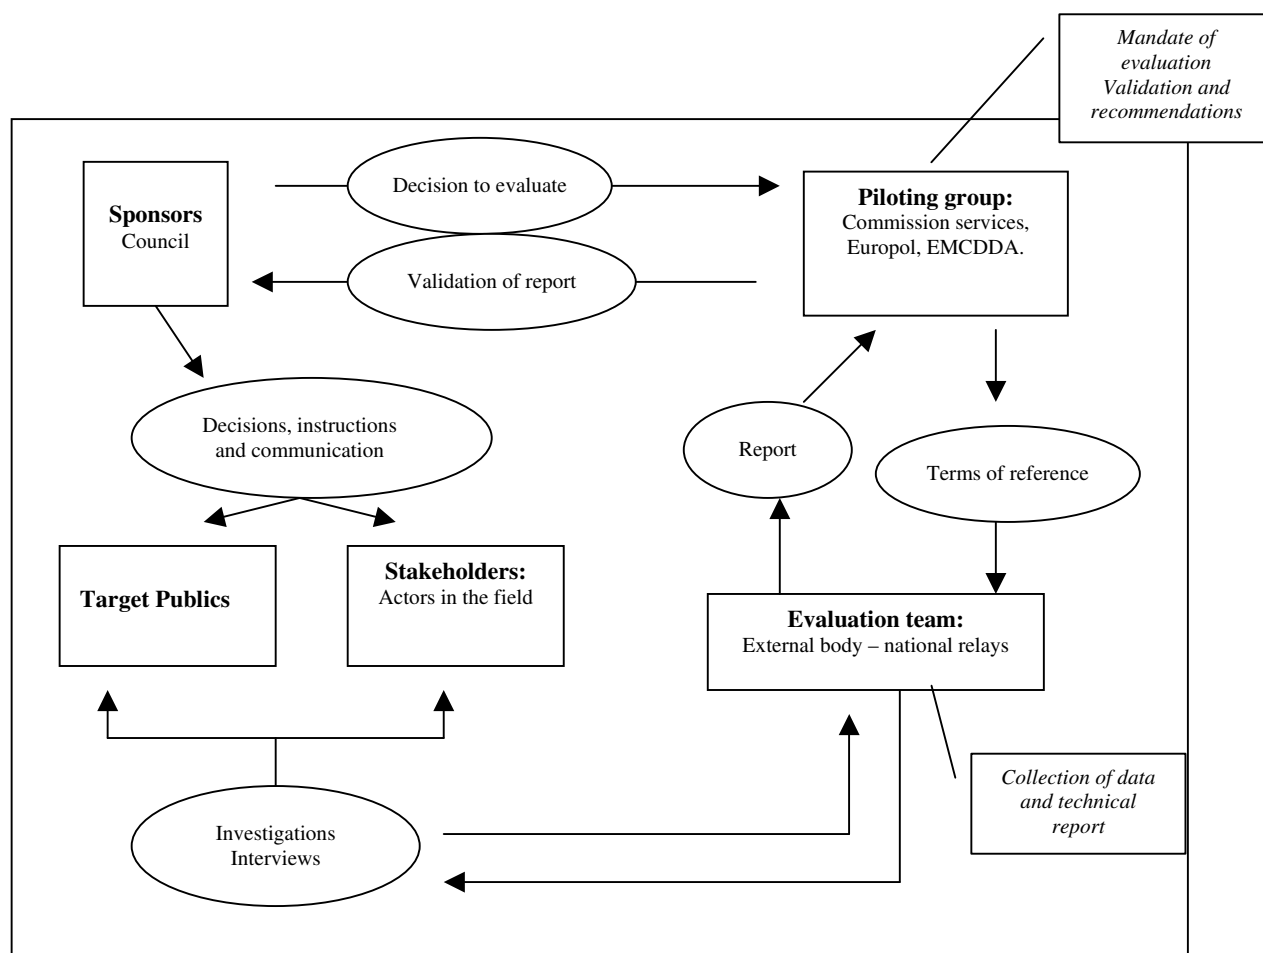 Mandate of
evaluation
Validation and
recommendations
Decision to evaluate
Sponsors
Council
Piloting group:
Commission services,
Europol, EMCDDA.
Validation of report
Decisions, instructions
and communication
Report
Terms of reference
Target Publics
Stakeholders:
Actors in the field
Evaluation team:
External body – national relays
Collection of data
and technical
report
Investigations
Interviews